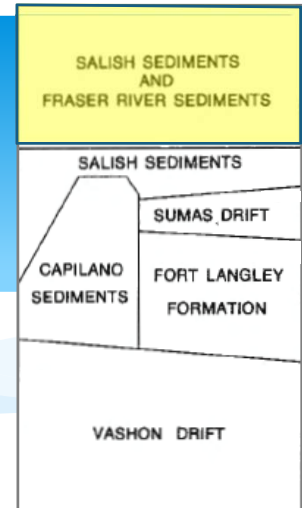 SALISH SEDIMENTS
AND
FRASER RIVER SEDIMENTS
SALISH SEDIMENTS
SUMAS DRIFT
CAPILANO
SEDIMENTS
FORT LANGLEY
FORMATION
VASHON DRIFT